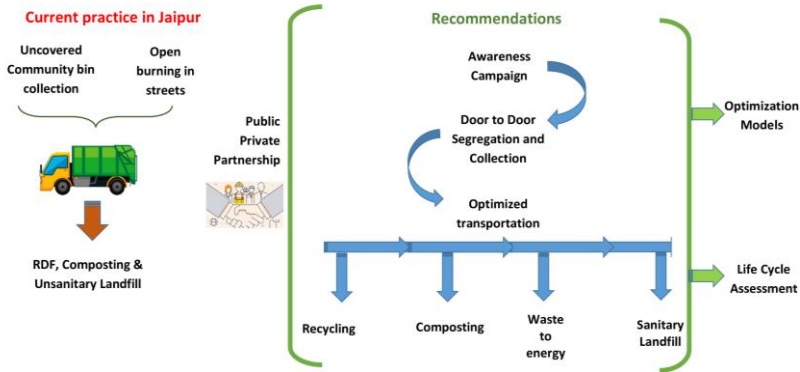 Current practice in Jaipur
Uncovered
Community bin
collection
Open
burning in
streets
RDF, Composting &
Unsanitary Landfill
Public
Private
Partnership
Recommendations
Awareness
Campaign
Door to Door
Segregation and
Collection
Optimized
transportation
Recycling
Composting
Waste
to
energy
Sanitary
Landfill
Optimization
Models
Life Cycle
Assessment